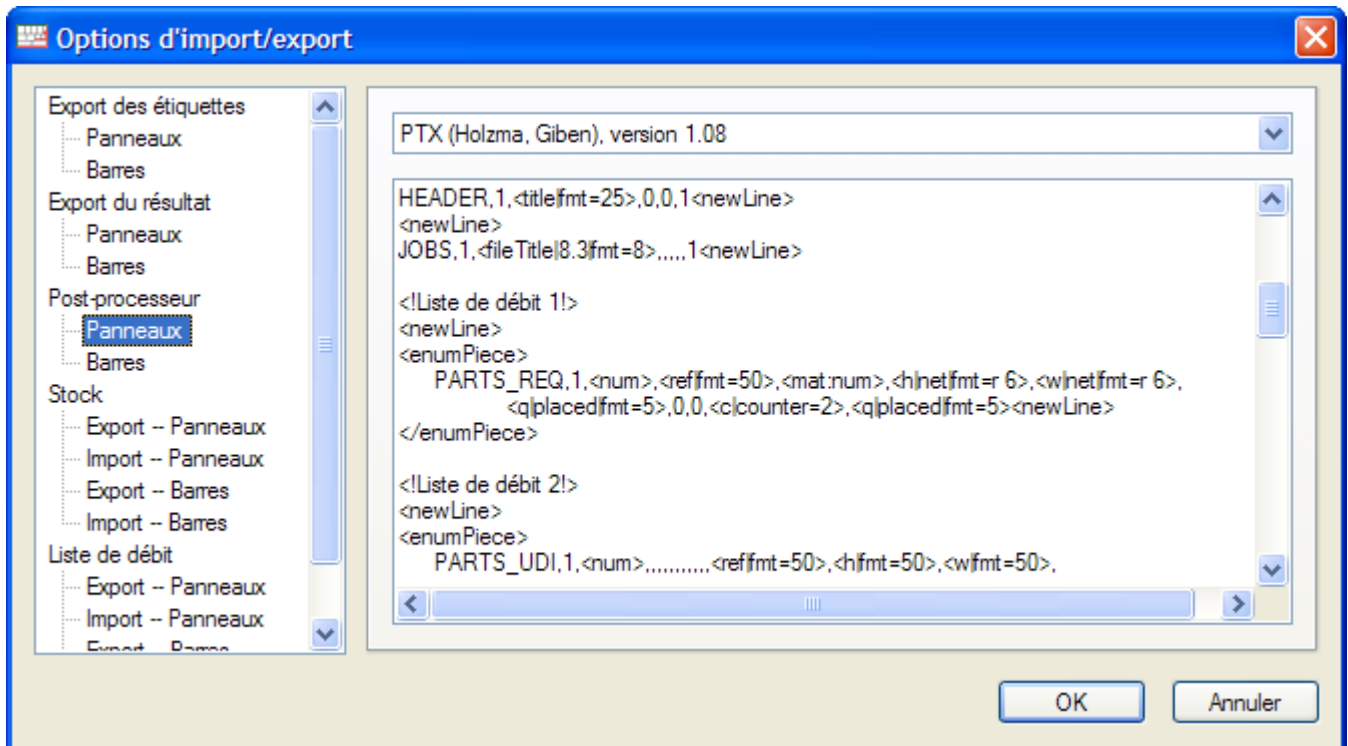 Options d'import/export
Export des étiquettes
Panneaux
Barres
Export du résultat
Panneaux
Barres
Post-processeur
Panneaux
Barres
Stock
Export -- Panneaux
Import -- Panneaux
Export -- Barres
Import -- Barres
Liste de débit
Export -- Panneaux
Import -- Panneaux
Export -- Barres
PTX (Holzma, Giben), version 1.08
HEADER,1,<title|fmt=25>,0,0,1<newLine>
<newLine>
JOBS,1,<fileTitle|8.3|fmt=8>,,,,,1<newLine>
<!Liste de débit 1!>
<newLine>
<enumPiece>
PARTS_REQ,1,<num>,<ref|fmt=50>,<mat:num>,<h|net|fmt=r 6>,<w|net|fmt=r 6>,
<q|placed|fmt=5>,0,0,<c|counter=2>,<q|placed|fmt=5><newLine>
</enumPiece>
<!Liste de débit 2!>
<newLine>
<enumPiece>
PARTS_UDI,1,<num>,,,,,,,,,,,<ref|fmt=50>,<h|fmt=50>,<w|fmt=50>,
OK
Annuler